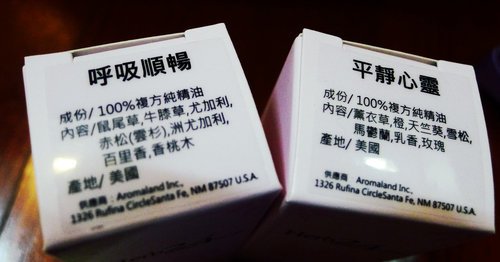 呼吸順暢
成份/ 100%複方純精油
內容/鼠尾草,牛膝草,尤加利,
赤松(雲杉),洲尤加利,
百里香,香桃木
產地/ 美國
供應商：Aromaland Inc.,
1326 Rufina CircleSanta Fe, NM 87507 U.S.A.
平靜心靈
成份/ 100%複方純精油
內容/薰衣草,橙,天竺葵,雪松,
馬鬱蘭,乳香,玫瑰
產地/ 美國
供應商：Aromaland Inc.,
1326 Rufina CircleSanta Fe, NM 87507 U.S.A.